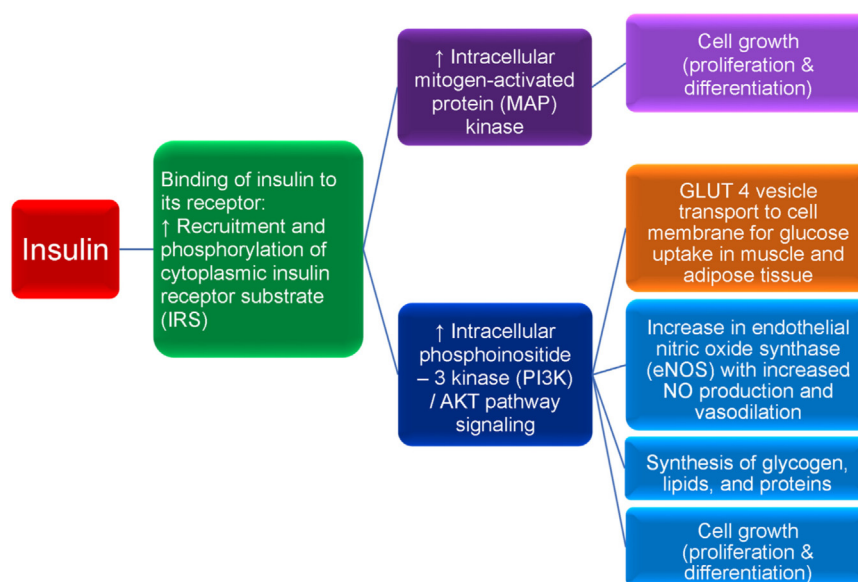 Insulin
Binding of insulin to
its receptor:
↑ Recruitment and
phosphorylation of
cytoplasmic insulin
receptor substrate
(IRS)
↑ Intracellular
mitogen-activated
protein (MAP)
kinase
Cell growth
(proliferation &
differentiation)
↑ Intracellular
phosphoinositide
– 3 kinase (PI3K)
/ AKT pathway
signaling
GLUT 4 vesicle
transport to cell
membrane for glucose
uptake in muscle and
adipose tissue
Increase in endothelial
nitric oxide synthase
(eNOS) with increased
NO production and
vasodilation
Synthesis of glycogen,
lipids, and proteins
Cell growth
(proliferation &
differentiation)